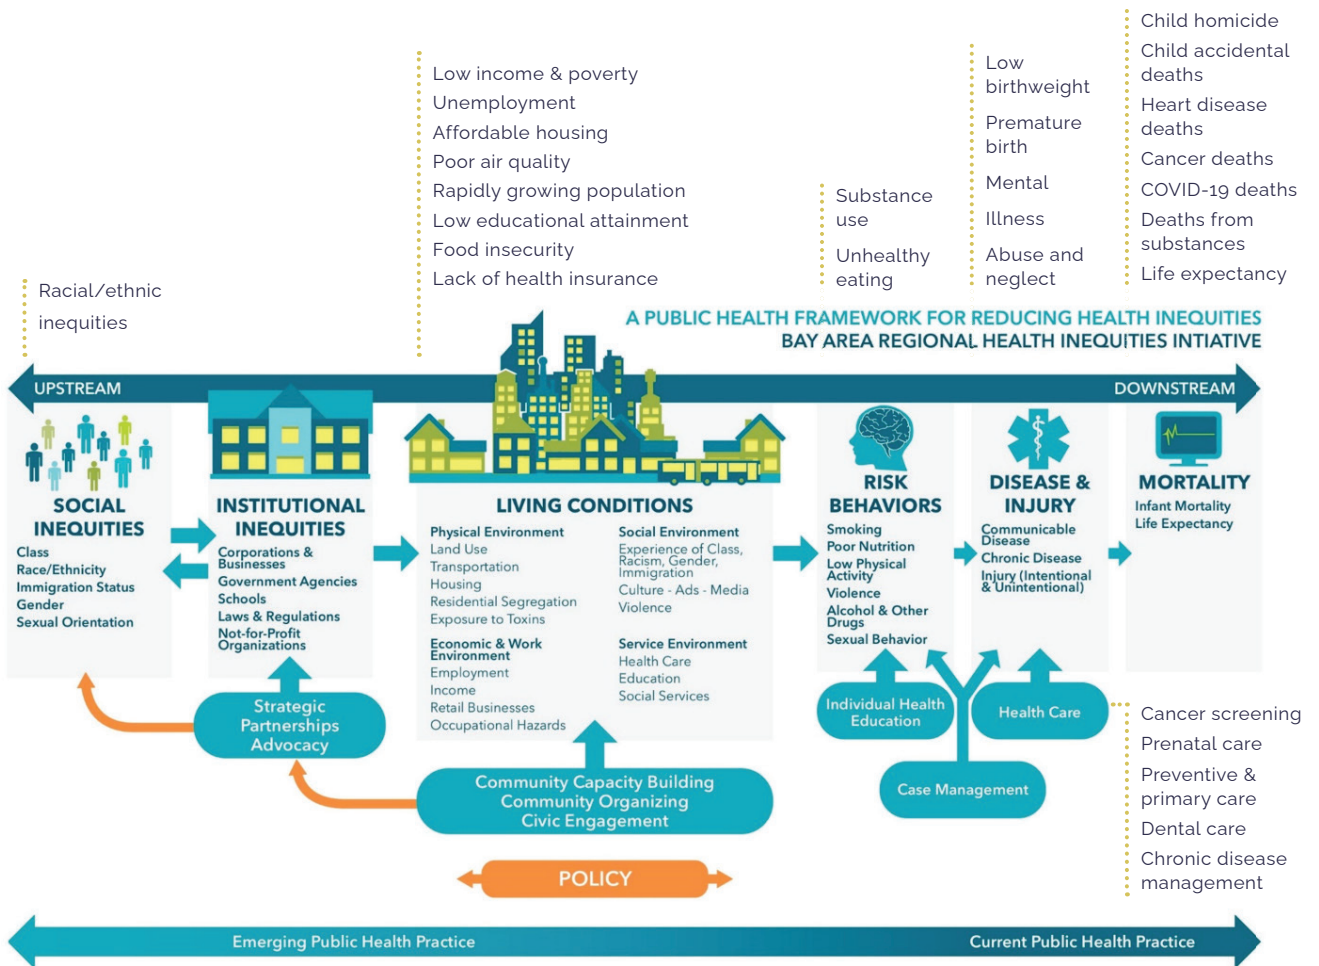 Child homicide
Child accidental
deaths
Heart disease
deaths
Cancer deaths
COVID-19 deaths
Deaths from
substances
Life expectancy
Low
birthweight
Premature
birth
Mental
Illness
Abuse and
neglect
Low income & poverty
Unemployment
Affordable housing
Poor air quality
Rapidly growing population
Low educational attainment
Food insecurity
Lack of health insurance
Substance
use
Unhealthy
eating
Racial/ethnic
inequities
A PUBLIC HEALTH FRAMEWORK FOR REDUCING HEALTH INEQUITIES
BAY AREA REGIONAL HEALTH INEQUITIES INTIATIVE
UPSTREAM
DOWNSTREAM
SOCIAL
INEQUITIES
Class
Race/Ethnicity
Immigration Status
Gender
Sexual Orientation
INSTITUTIONAL
INEQUITIES
Corporations &
Businesses
Government Agencies
Schools
Laws & Regulations
Not-for-Profit
Organizations
LIVING CONDITIONS
Physical Environment
Land Use
Transportation
Housing
Residential Segregation
Exposure to Toxins
Economic & Work
Environment
Employment
Income
Retail Businesses
Occupational Hazards
Social Environment
Experience of Class,
Racism, Gender,
Immigration
Culture - Ads - Media
Violence
Service Environment
Health Care
Education
Social Services
RISK
BEHAVIORS
Smoking
Poor Nutrition
Low Physical
Activity
Violence
Alcohol & Other
Drugs
Sexual Behavior
DISEASE &
INJURY
Communicable
Disease
Chronic Disease
Injury (Intentional
& Unintentional)
MORTALITY
Infant Mortality
Life Expectancy
Strategic
Partnerships
Advocacy
Community Capacity Building
Community Organizing
Civic Engagement
Individual Health
Education
Health Care
Case Management
Cancer screening
Prenatal care
Preventive &
primary care
Dental care
Chronic disease
management
POLICY
Emerging Public Health Practice
Current Public Health Practice